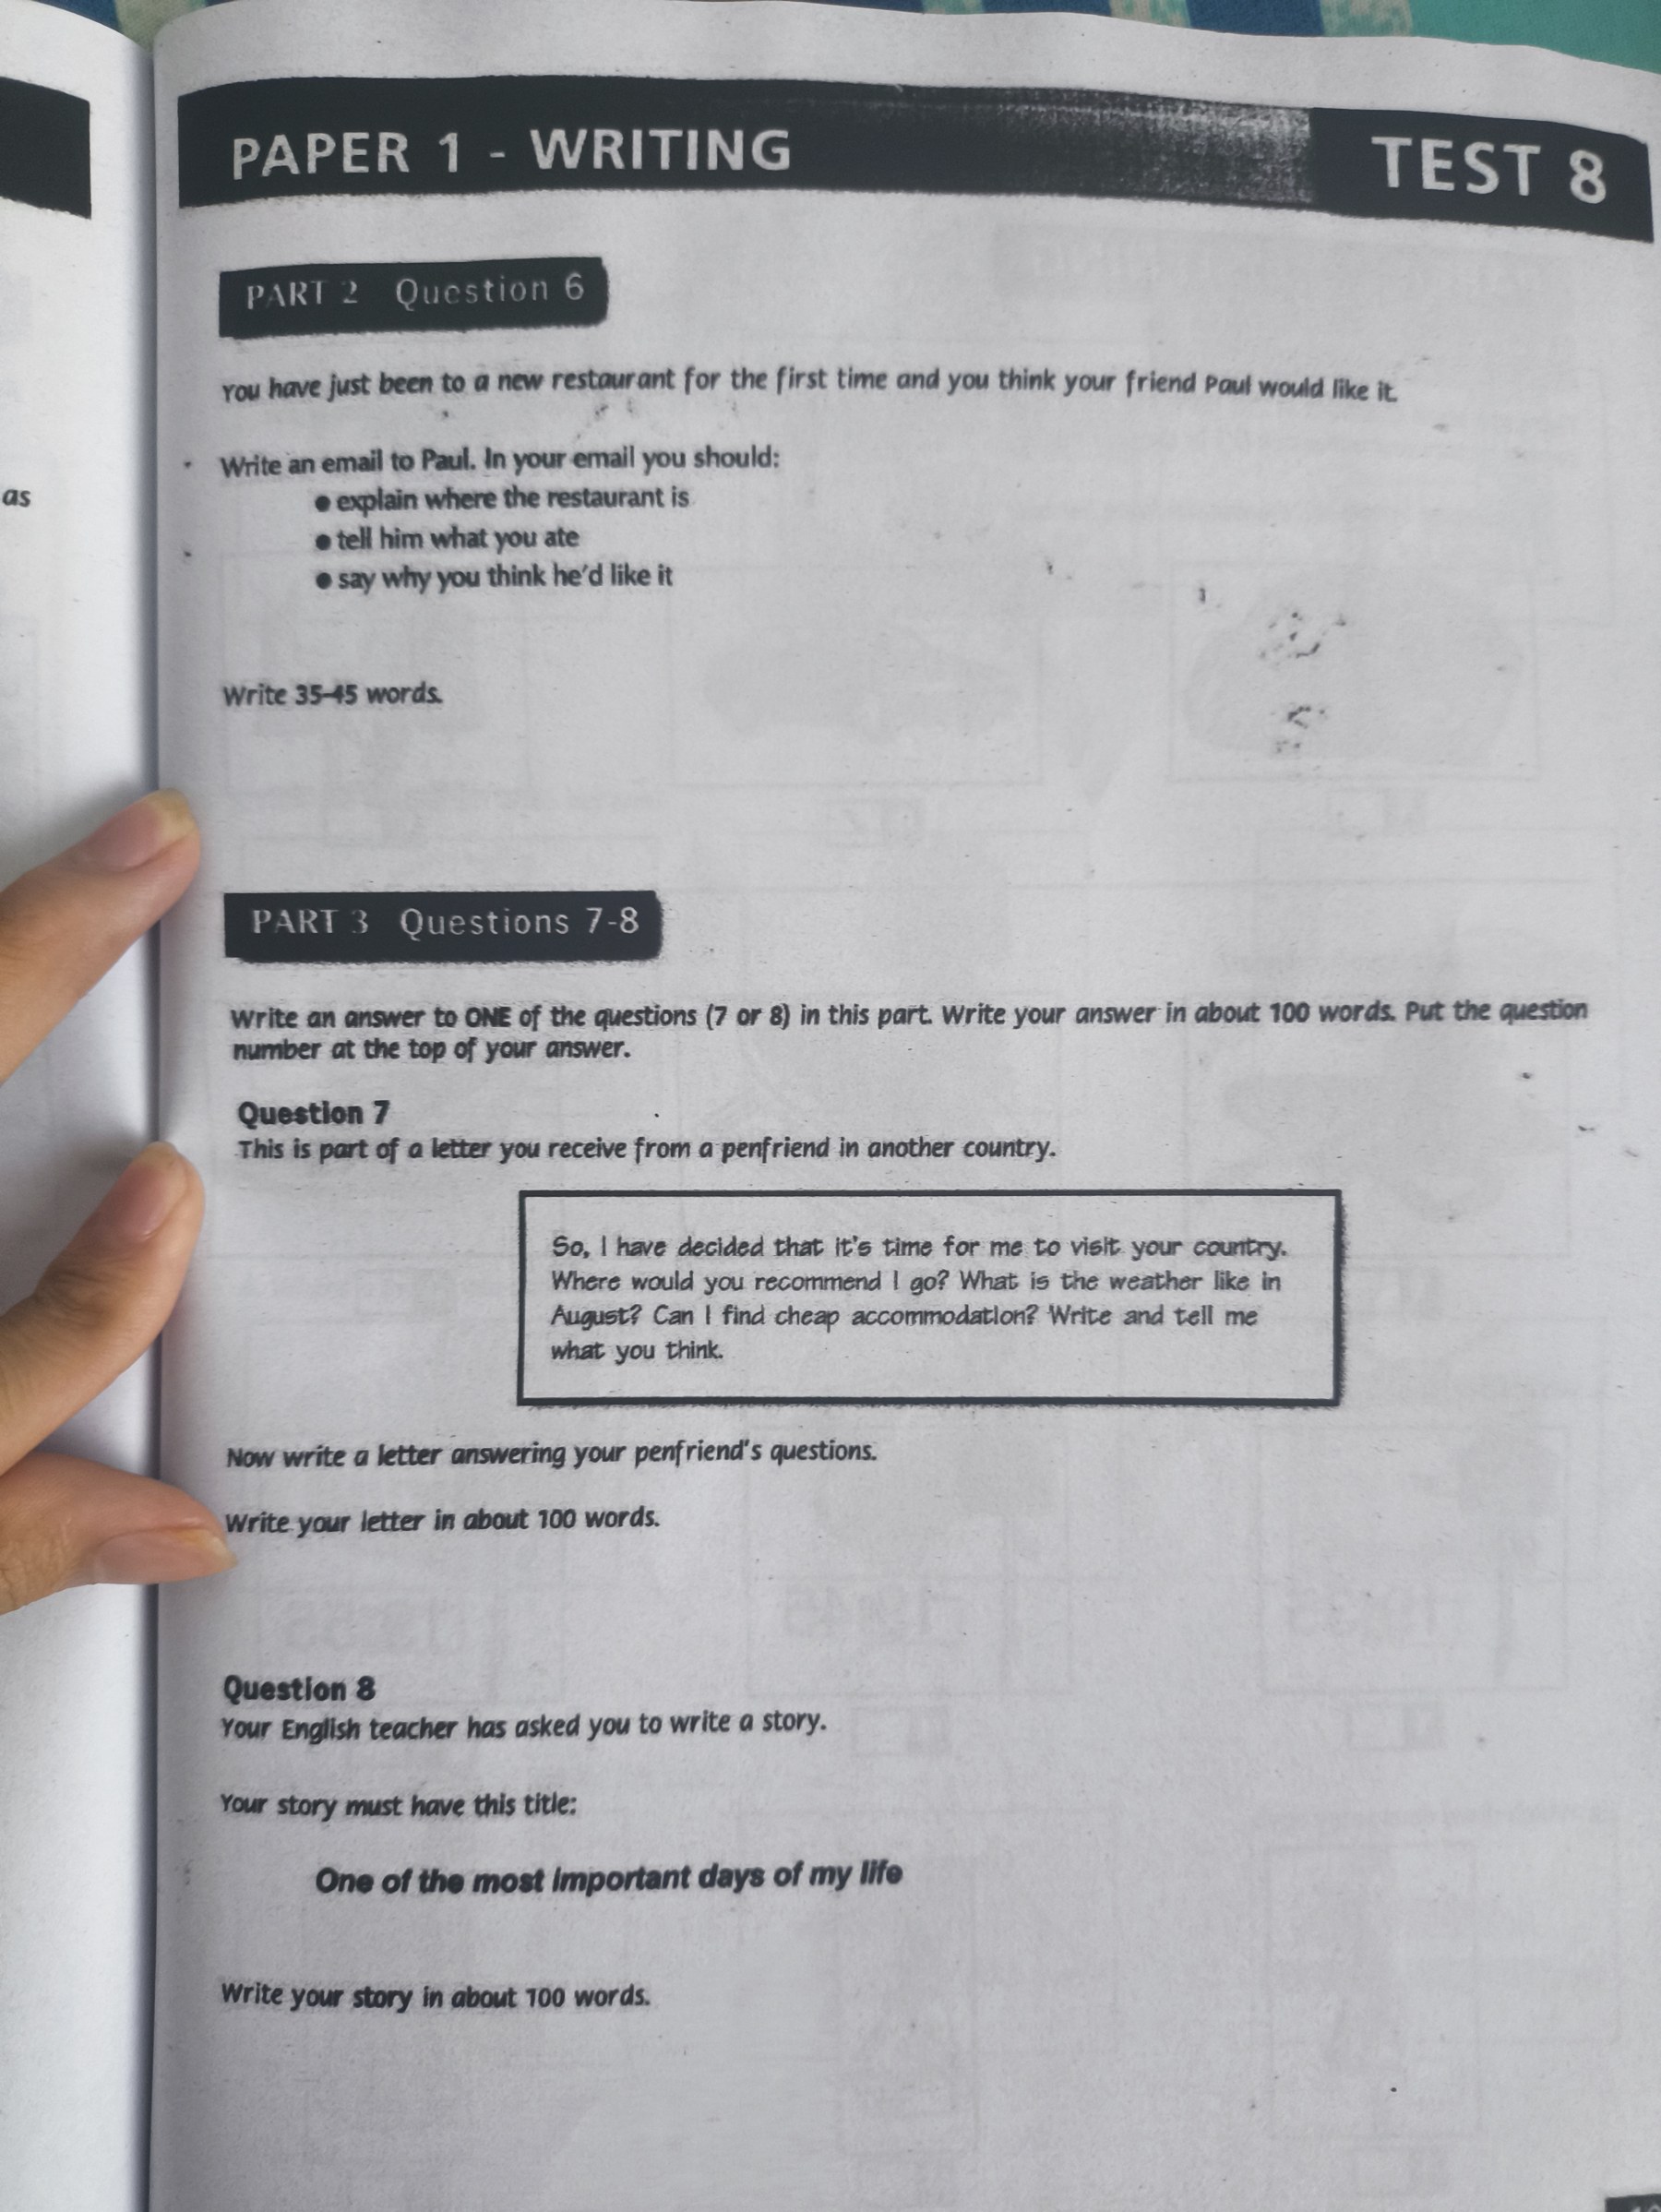 PAPER 1 - WRITING
TEST 8
PART 2 Question 6
You have just been to a new restaurant for the first time and you think your friend Paul would like it.
Write an email to Paul. In your email you should:
● explain where the restaurant is
● tell him what you ate
● say why you think he'd like it
as
Write 35-45 words.
PART 3 Questions 7-8
Write an answer to ONE of the questions (7 or 8) in this part. Write your answer in about 100 words. Put the question
number at the top of your answer.
Question 7
This is part of a letter you receive from a penfriend in another country.
So, I have decided that it's time for me to visit your country.
Where would you recommend I go? What is the weather like in
August? Can I find cheap accommodation? Write and tell me
what you think.
Now write a letter answering your penfriend's questions.
Write your letter in about 100 words.
Question 8
Your English teacher has asked you to write a story.
Your story must have this title:
One of the most important days of my life
Write your story in about 100 words.